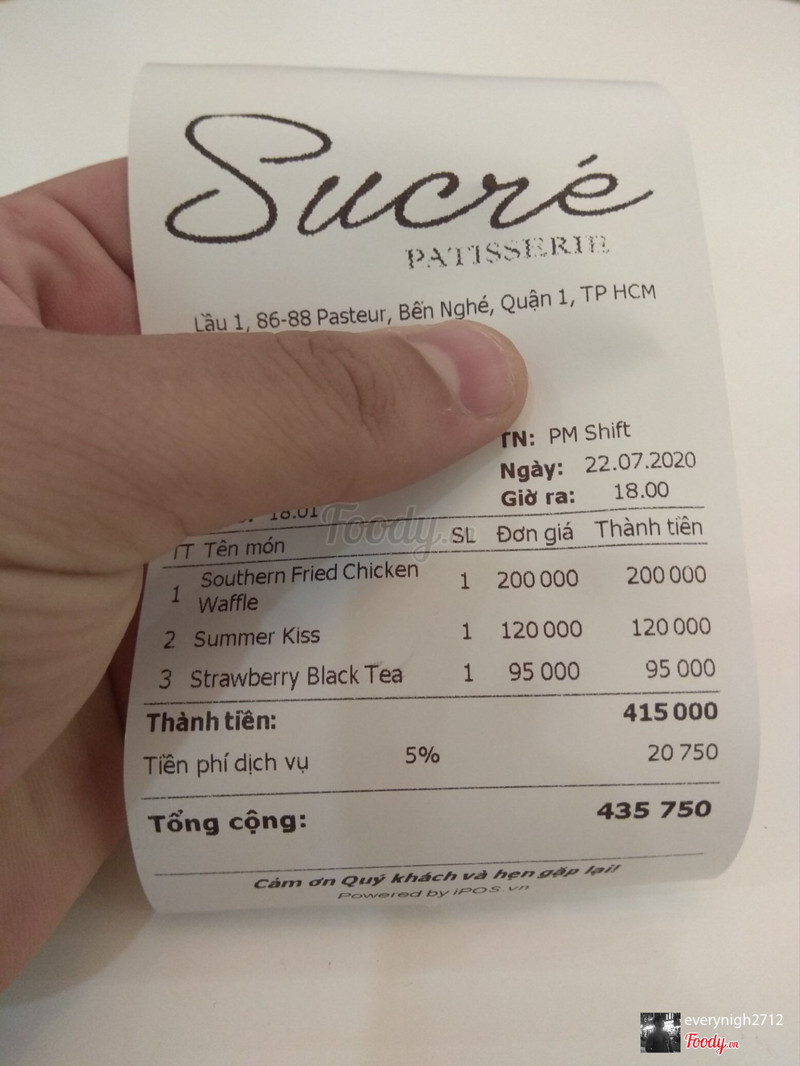 Sucré
PATISSERIE
Lầu 1, 86-88 Pasteur, Bến Nghé, Quận 1, TP HCM
TN: PM Shift
Ngày: 22.07.2020
Giờ ra: 18.00
18.01
Foody.vn
TT Tên món SL Đơn giá Thành tiền
1 Southern Fried Chicken Waffle 1 200 000 200 000
2 Summer Kiss 1 120 000 120 000
3 Strawberry Black Tea 1 95 000 95 000
Thành tiền: 415 000
Tiền phí dịch vụ 5% 20 750
Tổng cộng: 435 750
Cảm ơn Quý khách và hẹn gặp lại!
Powered by iPOS.vn
everynigh2712
Foody.vn